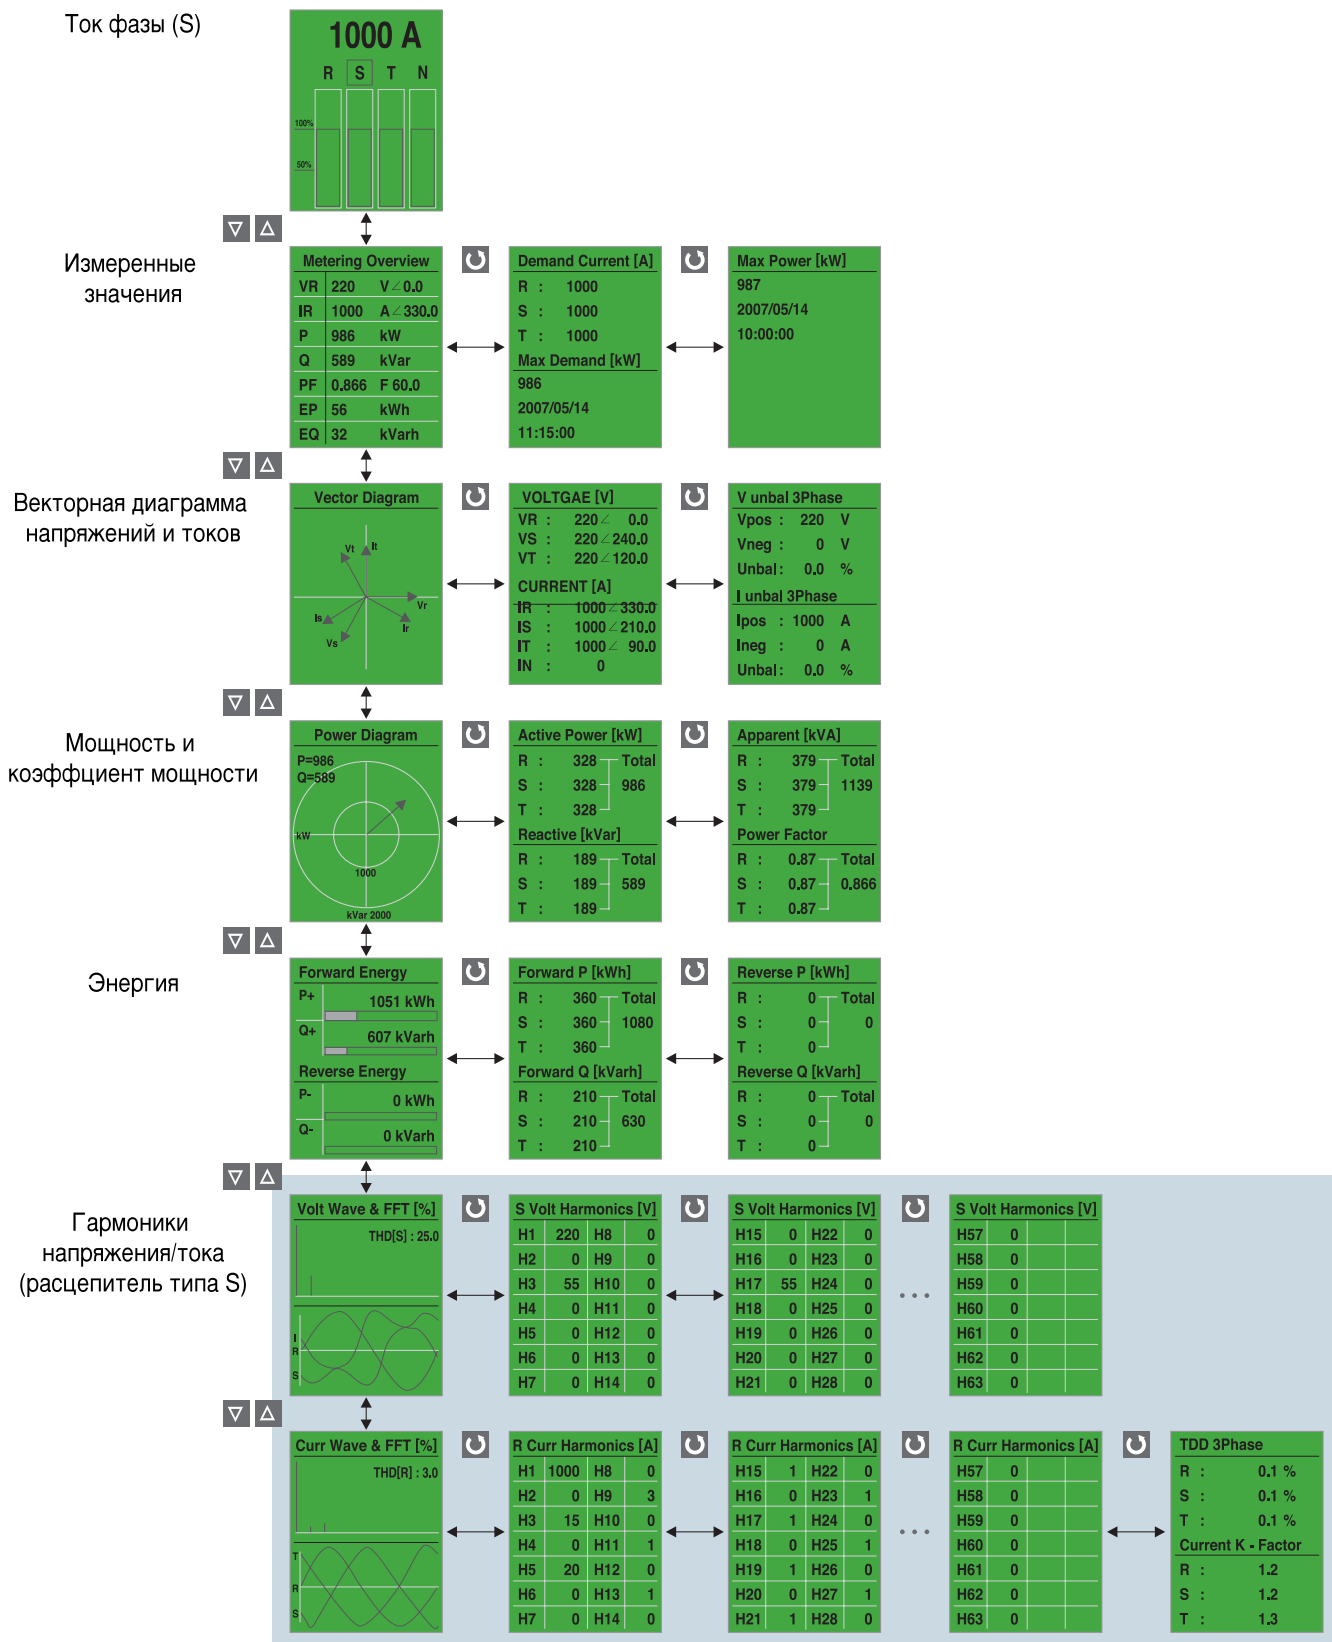 Ток фазы (S)
1000 A
R S T N
100%
50%
Измеренные
значения
Metering Overview
VR 220 V∠0.0
IR 1000 A∠330.0
P 986 kW
Q 589 kVar
PF 0.866 F 60.0
EP 56 kWh
EQ 32 kVarh
Demand Current [A]
R : 1000
S : 1000
T : 1000
Max Demand [kW]
986
2007/05/14
11:15:00
Max Power [kW]
987
2007/05/14
10:00:00
Векторная диаграмма
напряжений и токов
Vector Diagram
Vt It
Vr
Is Ir
Vs
VOLTGAE [V]
VR : 220∠ 0.0
VS : 220∠240.0
VT : 220∠120.0
CURRENT [A]
IR : 1000∠330.0
IS : 1000∠210.0
IT : 1000∠ 90.0
IN : 0
V unbal 3Phase
Vpos : 220 V
Vneg : 0 V
Unbal: 0.0 %
I unbal 3Phase
Ipos : 1000 A
Ineg : 0 A
Unbal: 0.0 %
Мощность и
коэффциент мощности
Power Diagram
P=986
Q=589
kW
1000
kVar 2000
Active Power [kW]
R : 328 Total
S : 328 986
T : 328
Reactive [kVar]
R : 189 Total
S : 189 589
T : 189
Apparent [kVA]
R : 379 Total
S : 379 1139
T : 379
Power Factor
R : 0.87 Total
S : 0.87 0.866
T : 0.87
Энергия
Forward Energy
P+ 1051 kWh
Q+ 607 kVarh
Reverse Energy
P- 0 kWh
Q- 0 kVarh
Forward P [kWh]
R : 360 Total
S : 360 1080
T : 360
Forward Q [kVarh]
R : 210 Total
S : 210 630
T : 210
Reverse P [kWh]
R : 0 Total
S : 0 0
T : 0
Reverse Q [kVarh]
R : 0 Total
S : 0 0
T : 0
Гармоники
напряжения/тока
(расцепитель типа S)
Volt Wave & FFT [%]
THD[S] : 25.0
I
R
S
S Volt Harmonics [V]
H1 220 H8 0
H2 0 H9 0
H3 55 H10 0
H4 0 H11 0
H5 0 H12 0
H6 0 H13 0
H7 0 H14 0
S Volt Harmonics [V]
H15 0 H22 0
H16 0 H23 0
H17 55 H24 0
H18 0 H25 0
H19 0 H26 0
H20 0 H27 0
H21 0 H28 0
• • •
S Volt Harmonics [V]
H57 0
H58 0
H59 0
H60 0
H61 0
H62 0
H63 0
Curr Wave & FFT [%]
THD[R] : 3.0
T
R
S
R Curr Harmonics [A]
H1 1000 H8 0
H2 0 H9 3
H3 15 H10 0
H4 0 H11 1
H5 20 H12 0
H6 0 H13 1
H7 0 H14 0
R Curr Harmonics [A]
H15 1 H22 0
H16 0 H23 1
H17 1 H24 0
H18 0 H25 1
H19 1 H26 0
H20 0 H27 1
H21 1 H28 0
• • •
R Curr Harmonics [A]
H57 0
H58 0
H59 0
H60 0
H61 0
H62 0
H63 0
TDD 3Phase
R : 0.1 %
S : 0.1 %
T : 0.1 %
Current K - Factor
R : 1.2
S : 1.2
T : 1.3